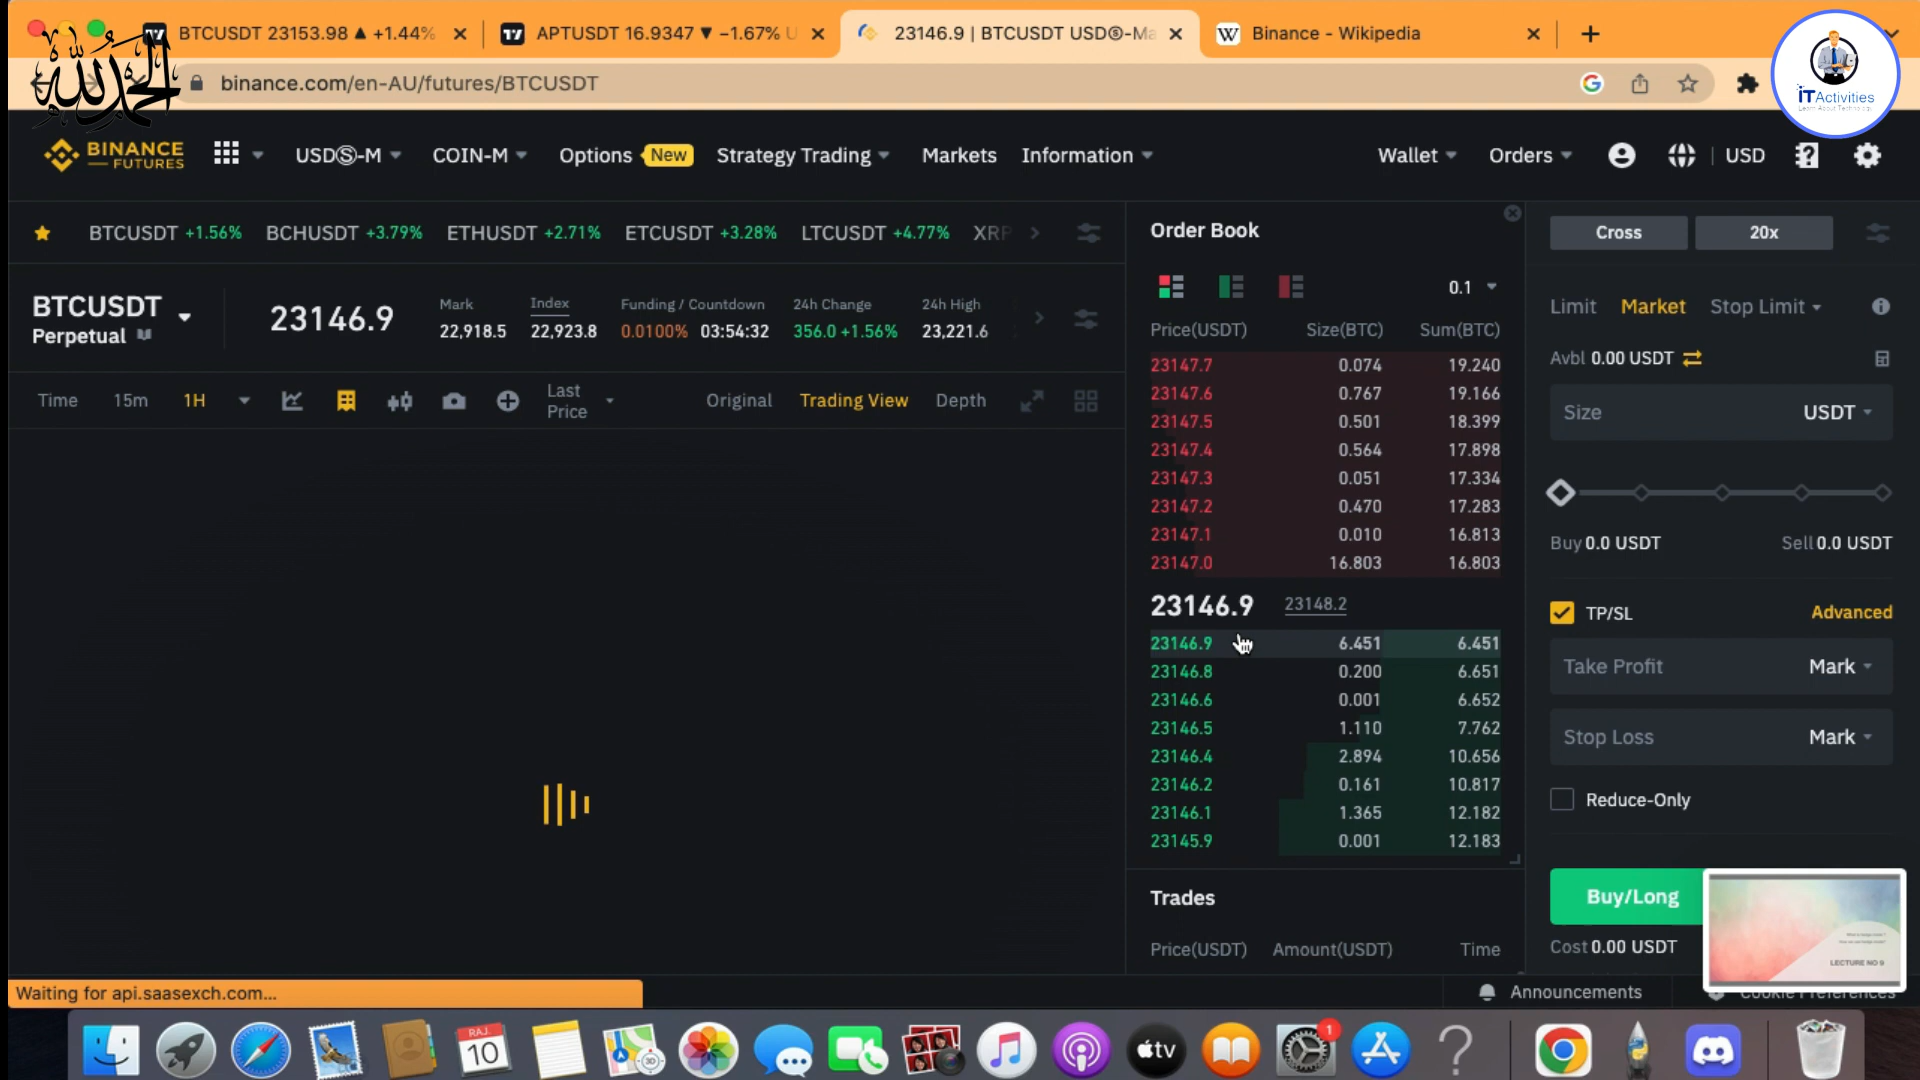 BTCUSDT 23153.98 ▲ +1.44%
APTUSDT 16.9347 ▼ −1.67% U
23146.9 | BTCUSDT USDⓈ-Ma
Binance - Wikipedia
binance.com/en-AU/futures/BTCUSDT
الحمد لله
iTActivities
Learn About Technology
BINANCE
FUTURES
USDⓈ-M
COIN-M
Options New
Strategy Trading
Markets
Information
Wallet
Orders
USD
BTCUSDT +1.56%
BCHUSDT +3.79%
ETHUSDT +2.71%
ETCUSDT +3.28%
LTCUSDT +4.77%
XRP
BTCUSDT
Perpetual
23146.9
Mark
22,918.5
Index
22,923.8
Funding / Countdown
0.0100% 03:54:32
24h Change
356.0 +1.56%
24h High
23,221.6
Time 15m 1H
Last
Price
Original Trading View Depth
Order Book
0.1
Price(USDT) Size(BTC) Sum(BTC)
23147.7 0.074 19.240
23147.6 0.767 19.166
23147.5 0.501 18.399
23147.4 0.564 17.898
23147.3 0.051 17.334
23147.2 0.470 17.283
23147.1 0.010 16.813
23147.0 16.803 16.803
23146.9 23148.2
23146.9 6.451 6.451
23146.8 0.200 6.651
23146.6 0.001 6.652
23146.5 1.110 7.762
23146.4 2.894 10.656
23146.2 0.161 10.817
23146.1 1.365 12.182
23145.9 0.001 12.183
Trades
Price(USDT) Amount(USDT) Time
Cross 20x
Limit Market Stop Limit
Avbl 0.00 USDT
Size USDT
Buy 0.0 USDT Sell 0.0 USDT
TP/SL Advanced
Take Profit Mark
Stop Loss Mark
Reduce-Only
Buy/Long
Cost 0.00 USDT
LECTURE NO 9
Waiting for api.saasexch.com...
Announcements
Cookie Preferences
RAJ.
10
tv
1